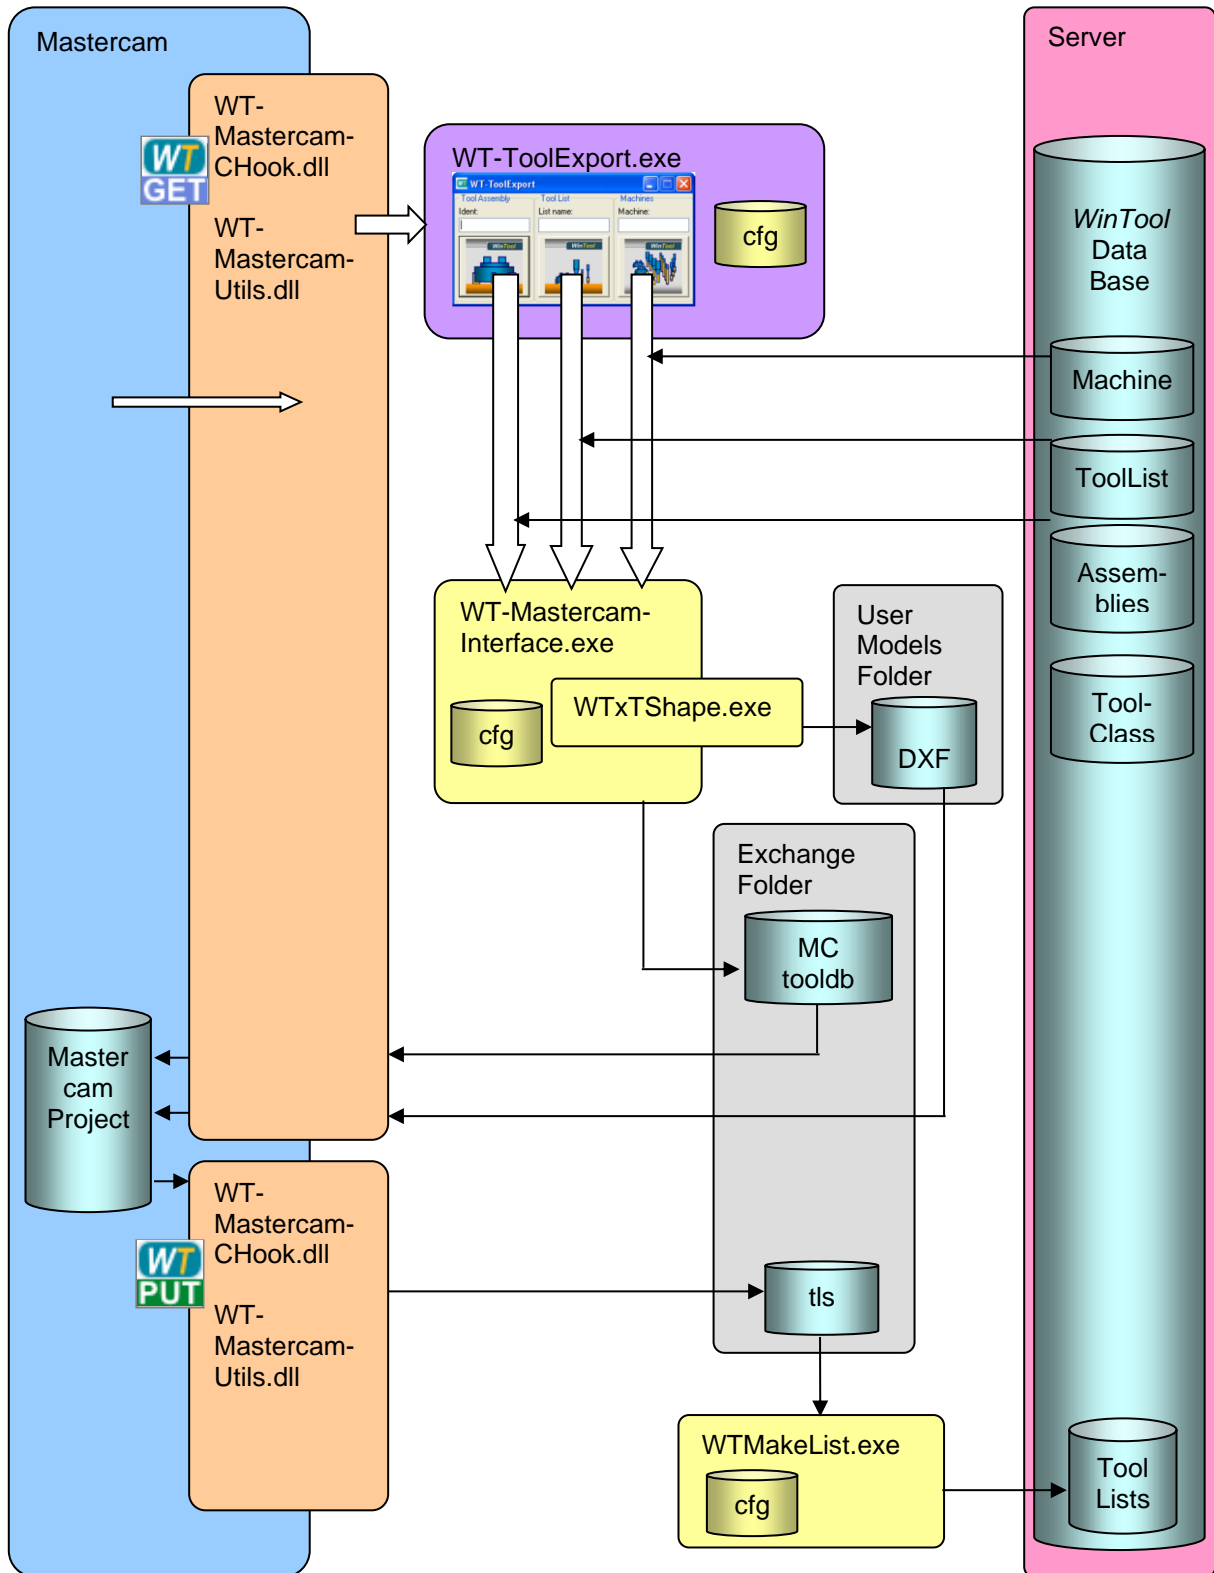 Mastercam
WT-
Mastercam-
CHook.dll
WT-
Mastercam-
Utils.dll
WT
GET
WT-ToolExport.exe
WT-ToolExport
Tool Assembly
Tool List
Machines
Ident:
List name:
Machine:
WinTool
WinTool
WinTool
cfg
Server
WinTool
Data
Base
Machine
ToolList
Assem-
blies
Tool-
Class
WT-Mastercam-
Interface.exe
cfg
WTxTShape.exe
User
Models
Folder
DXF
Exchange
Folder
MC
tooldb
Master
cam
Project
WT-
Mastercam-
CHook.dll
WT-
Mastercam-
Utils.dll
WT
PUT
tls
WTMakeList.exe
cfg
Tool
Lists